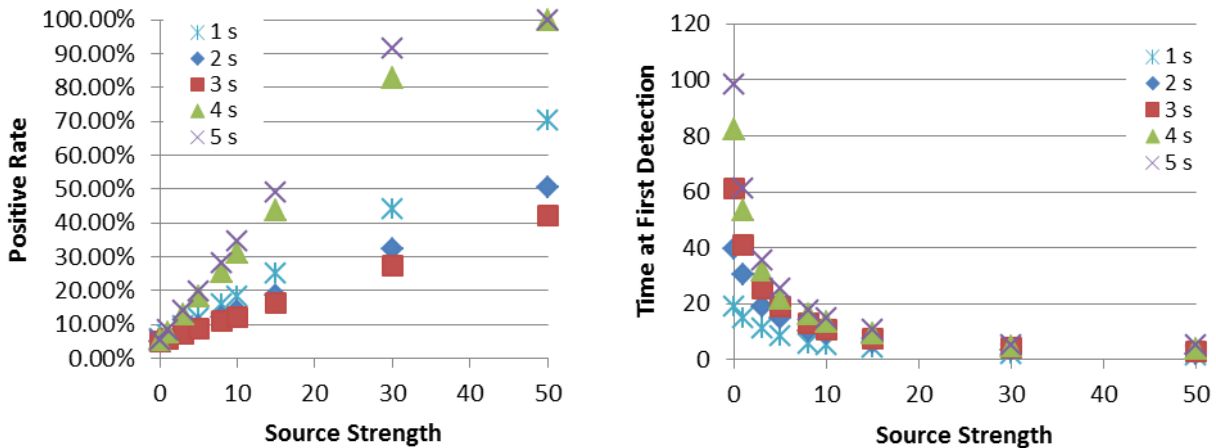 100.00%
90.00%
80.00%
70.00%
60.00%
50.00%
40.00%
30.00%
20.00%
10.00%
0.00%
Positive Rate
1 s
2 s
3 s
4 s
5 s
0 10 20 30 40 50
Source Strength
120
100
80
60
40
20
0
Time at First Detection
1 s
2 s
3 s
4 s
5 s
0 10 20 30 40 50
Source Strength